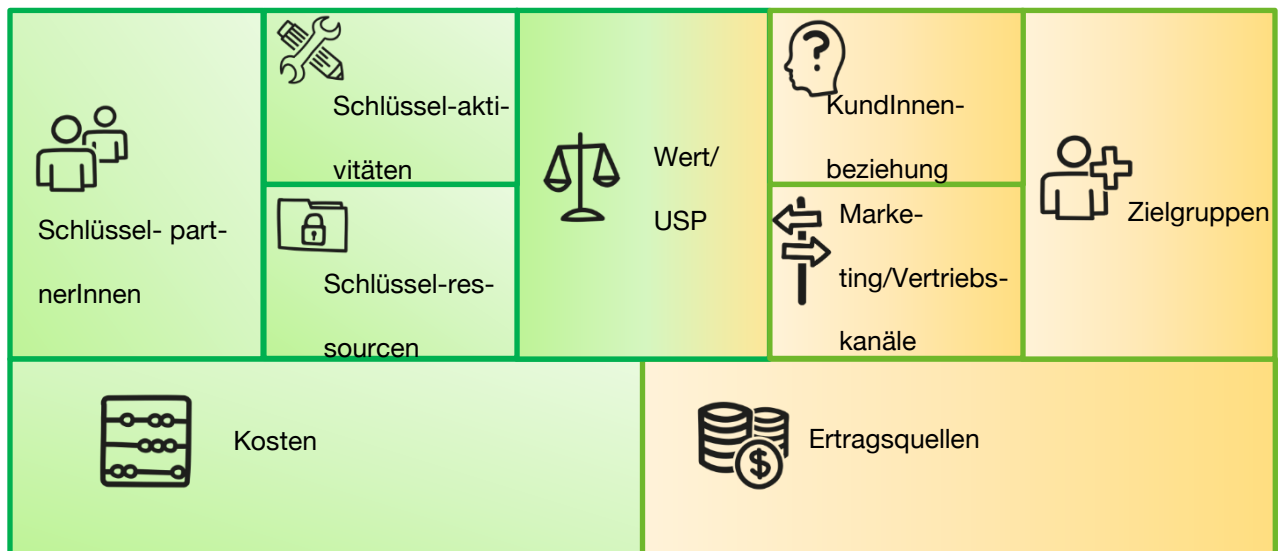 Schlüssel- part-
nerInnen
Schlüssel-akti-
vitäten
Schlüssel-res-
sourcen
Wert/
USP
?
KundInnen-
beziehung
Marke-
ting/Vertriebs-
kanäle
Zielgruppen
Kosten
$
Ertragsquellen